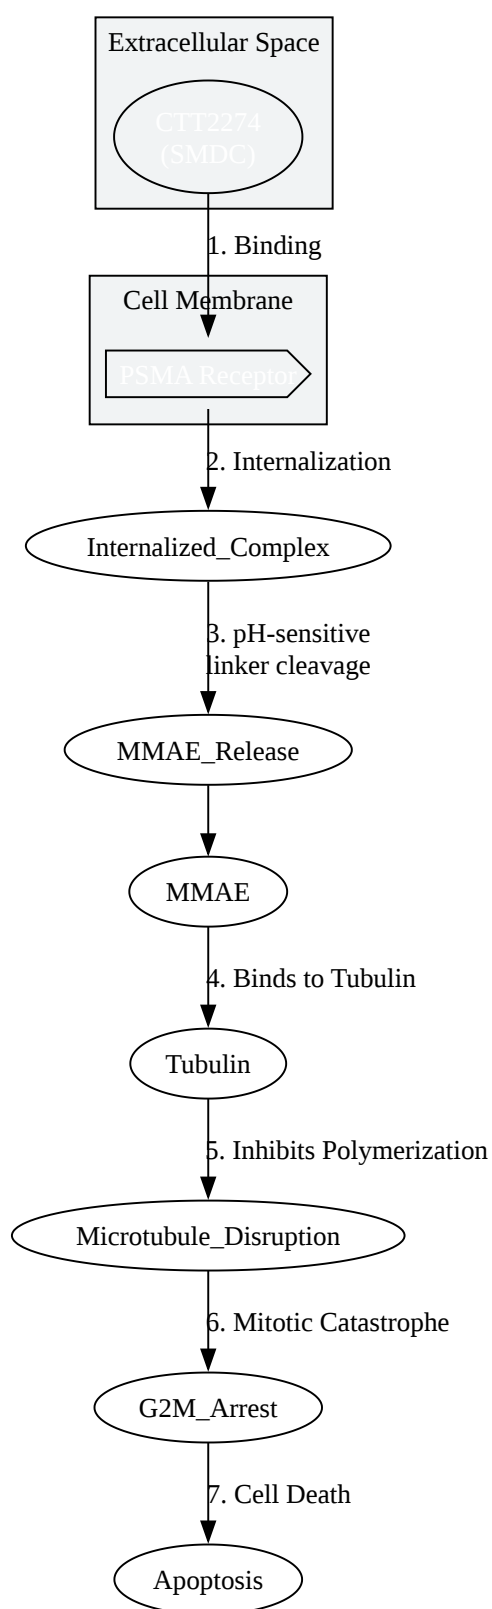 Extracellular Space
CTT2274
(SMDC)
1. Binding
Cell Membrane
PSMA Receptor
2. Internalization
Internalized_Complex
3. pH-sensitive
linker cleavage
MMAE_Release
MMAE
4. Binds to Tubulin
Tubulin
5. Inhibits Polymerization
Microtubule_Disruption
6. Mitotic Catastrophe
G2M_Arrest
7. Cell Death
Apoptosis